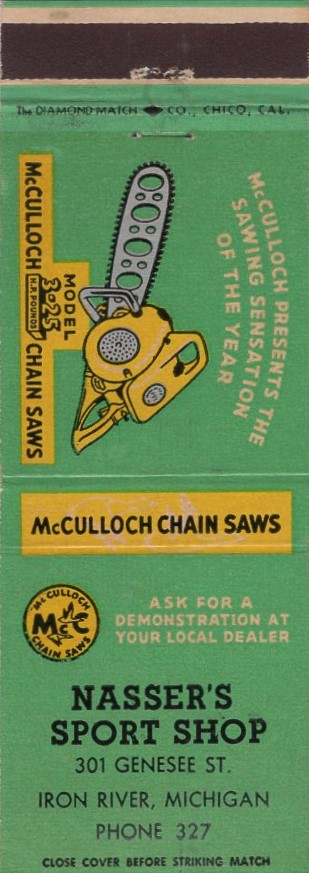 The DIAMOND MATCH CO., CHICO, CAL.
McCULLOCH PRESENTS THE
SAWING SENSATION
OF THE YEAR
MODEL
3-25
H.P. POUNDS
McCULLOCH CHAIN SAWS
McCULLOCH CHAIN SAWS
McCULLOCH
McC
CHAIN SAWS
ASK FOR A
DEMONSTRATION AT
YOUR LOCAL DEALER
NASSER'S
SPORT SHOP
301 GENESEE ST.
IRON RIVER, MICHIGAN
PHONE 327
CLOSE COVER BEFORE STRIKING MATCH